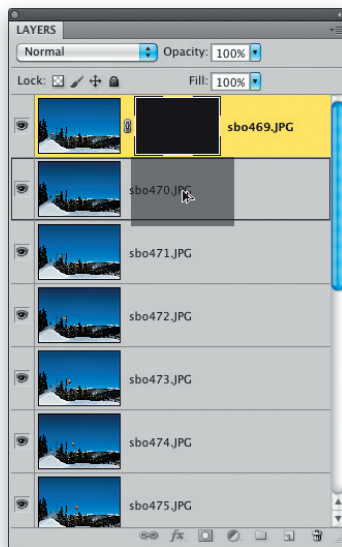 LAYERS
Normal Opacity: 100%
Lock: Fill: 100%
sbo469.JPG
sbo470.JPG
sbo471.JPG
sbo472.JPG
sbo473.JPG
sbo474.JPG
sbo475.JPG
fx